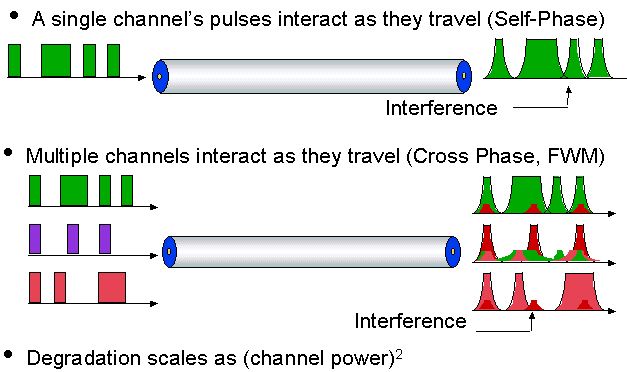 • A single channel's pulses interact as they travel (Self-Phase)
Interference
• Multiple channels interact as they travel (Cross Phase, FWM)
Interference
• Degradation scales as (channel power)²